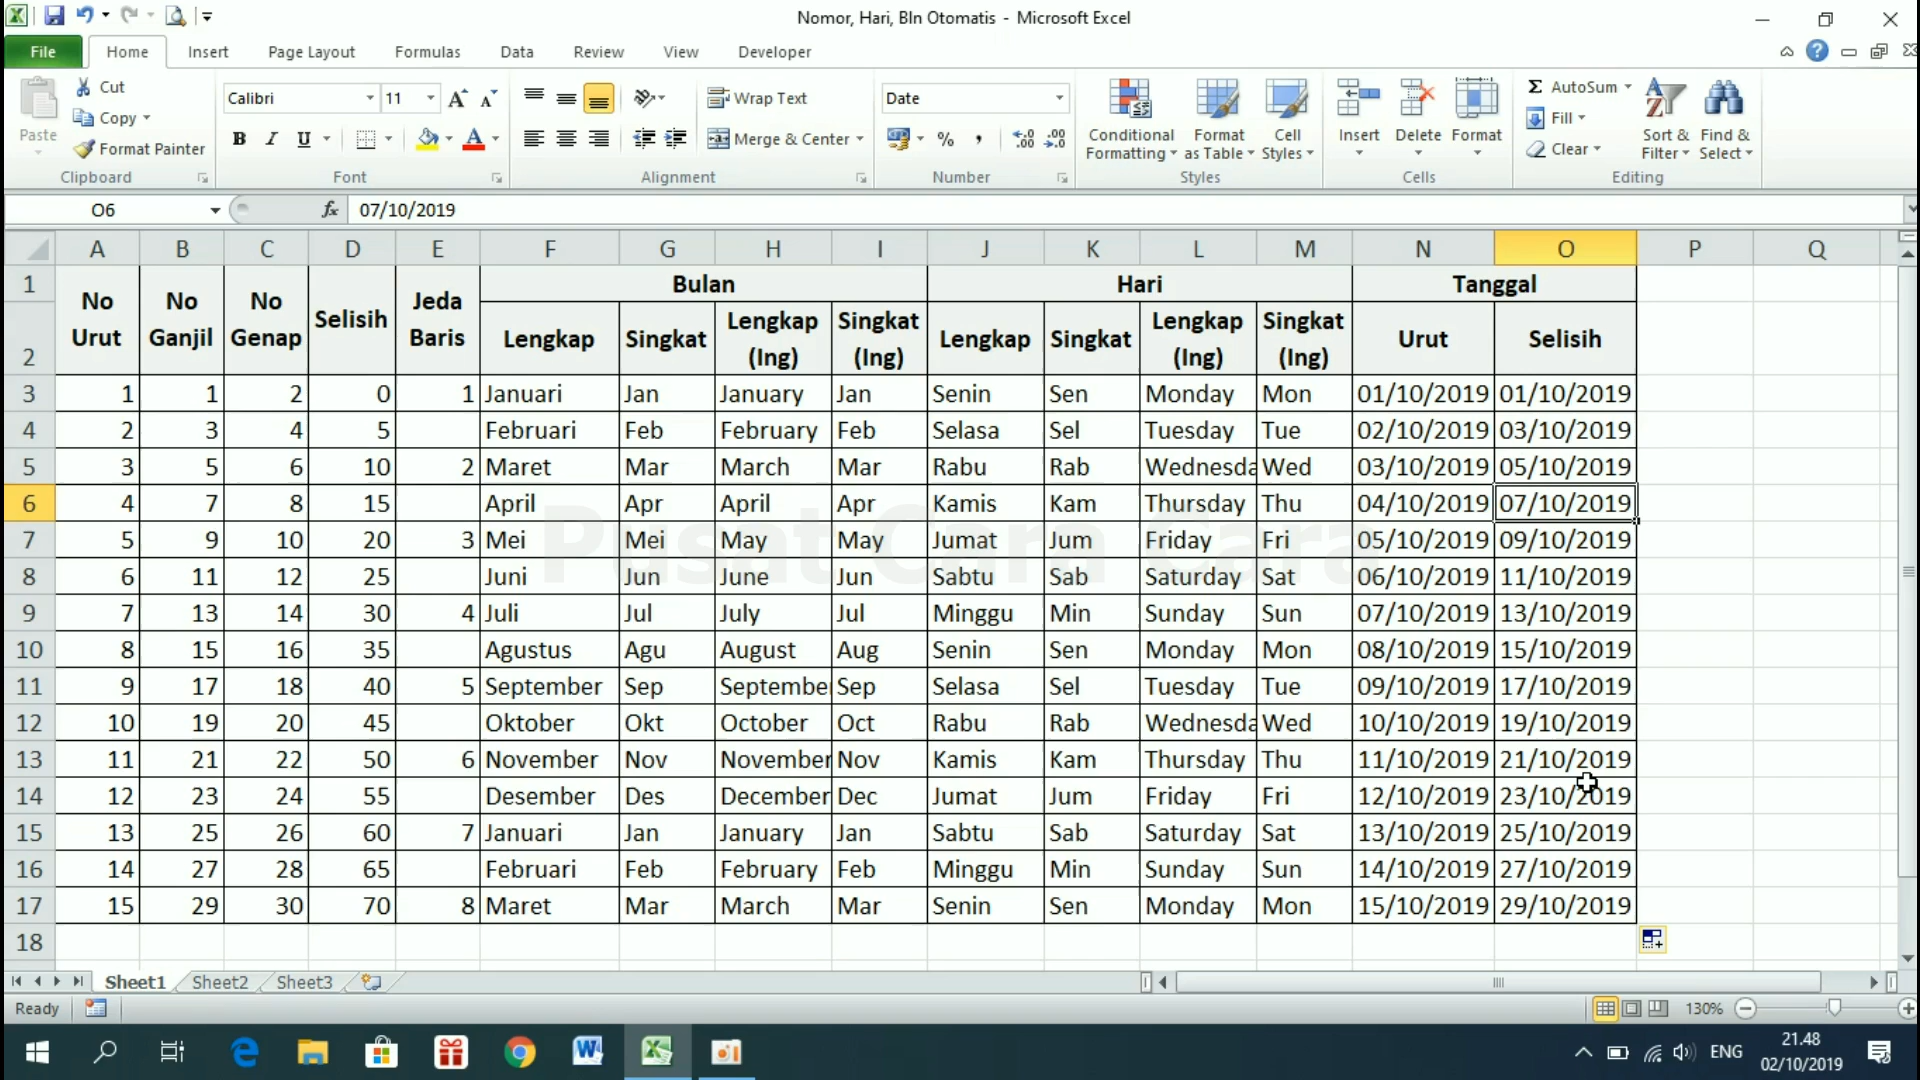 Nomor, Hari, Bln Otomatis - Microsoft Excel
File Home Insert Page Layout Formulas Data Review View Developer
Cut
Copy
Format Painter
Paste
Clipboard
Calibri 11
B I U A
Font
Wrap Text
Merge & Center
Alignment
Date
% ,
Number
Conditional Formatting
Format as Table
Cell Styles
Styles
Insert Delete Format
Cells
Σ AutoSum
Fill
Clear
Sort & Filter
Find & Select
Editing
O6 fx 07/10/2019
A B C D E F G H I J K L M N O P Q
1 No Urut No Ganjil No Genap Selisih Jeda Baris Bulan Hari Tanggal
2 Lengkap Singkat Lengkap (Ing) Singkat (Ing) Lengkap Singkat Lengkap (Ing) Singkat (Ing) Urut Selisih
3 1 1 2 0 1 Januari Jan January Jan Senin Sen Monday Mon 01/10/2019 01/10/2019
4 2 3 4 5 Februari Feb February Feb Selasa Sel Tuesday Tue 02/10/2019 03/10/2019
5 3 5 6 10 2 Maret Mar March Mar Rabu Rab Wednesda Wed 03/10/2019 05/10/2019
6 4 7 8 15 April Apr April Apr Kamis Kam Thursday Thu 04/10/2019 07/10/2019
Pusat Cara Cara
7 5 9 10 20 3 Mei Mei May May Jumat Jum Friday Fri 05/10/2019 09/10/2019
8 6 11 12 25 Juni Jun June Jun Sabtu Sab Saturday Sat 06/10/2019 11/10/2019
9 7 13 14 30 4 Juli Jul July Jul Minggu Min Sunday Sun 07/10/2019 13/10/2019
10 8 15 16 35 Agustus Agu August Aug Senin Sen Monday Mon 08/10/2019 15/10/2019
11 9 17 18 40 5 September Sep Septembe Sep Selasa Sel Tuesday Tue 09/10/2019 17/10/2019
12 10 19 20 45 Oktober Okt October Oct Rabu Rab Wednesda Wed 10/10/2019 19/10/2019
13 11 21 22 50 6 November Nov November Nov Kamis Kam Thursday Thu 11/10/2019 21/10/2019
14 12 23 24 55 Desember Des December Dec Jumat Jum Friday Fri 12/10/2019 23/10/2019
15 13 25 26 60 7 Januari Jan January Jan Sabtu Sab Saturday Sat 13/10/2019 25/10/2019
16 14 27 28 65 Februari Feb February Feb Minggu Min Sunday Sun 14/10/2019 27/10/2019
17 15 29 30 70 8 Maret Mar March Mar Senin Sen Monday Mon 15/10/2019 29/10/2019
18
Sheet1 Sheet2 Sheet3
Ready 130%
ENG 21.48
02/10/2019